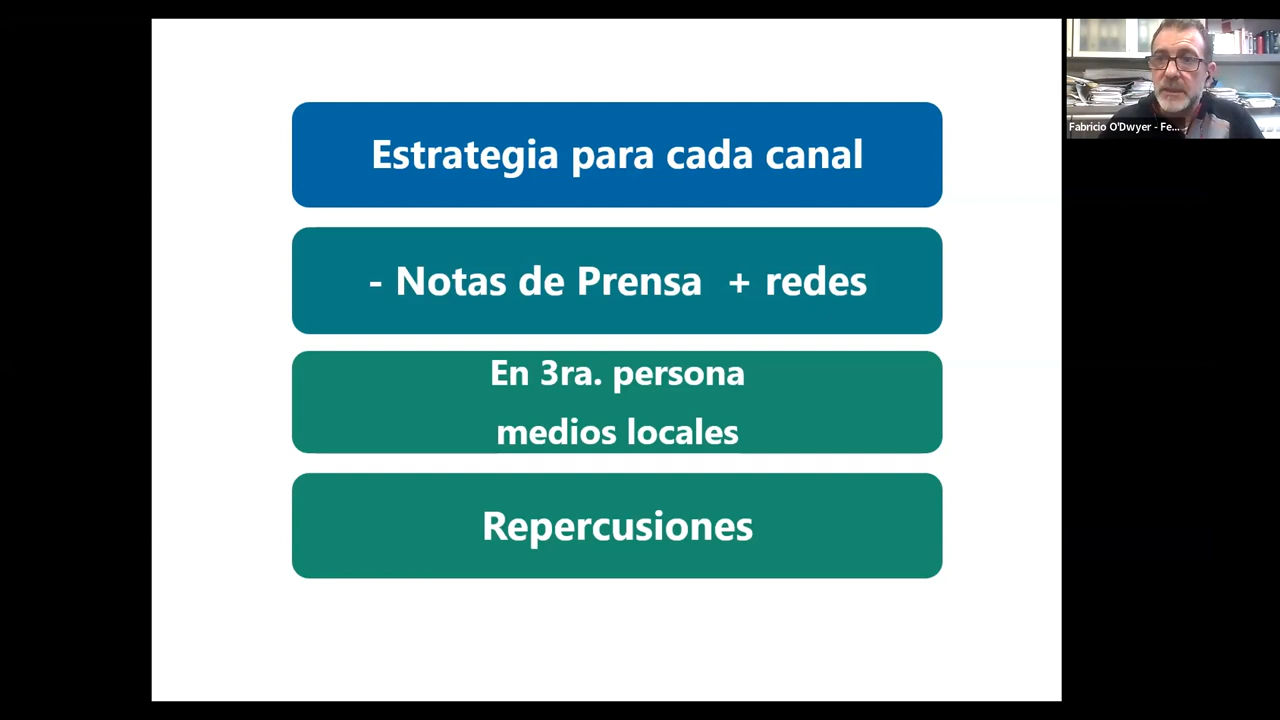 Estrategia para cada canal
- Notas de Prensa + redes
En 3ra. persona
medios locales
Repercusiones
Fabricio O'Dwyer - Fe...